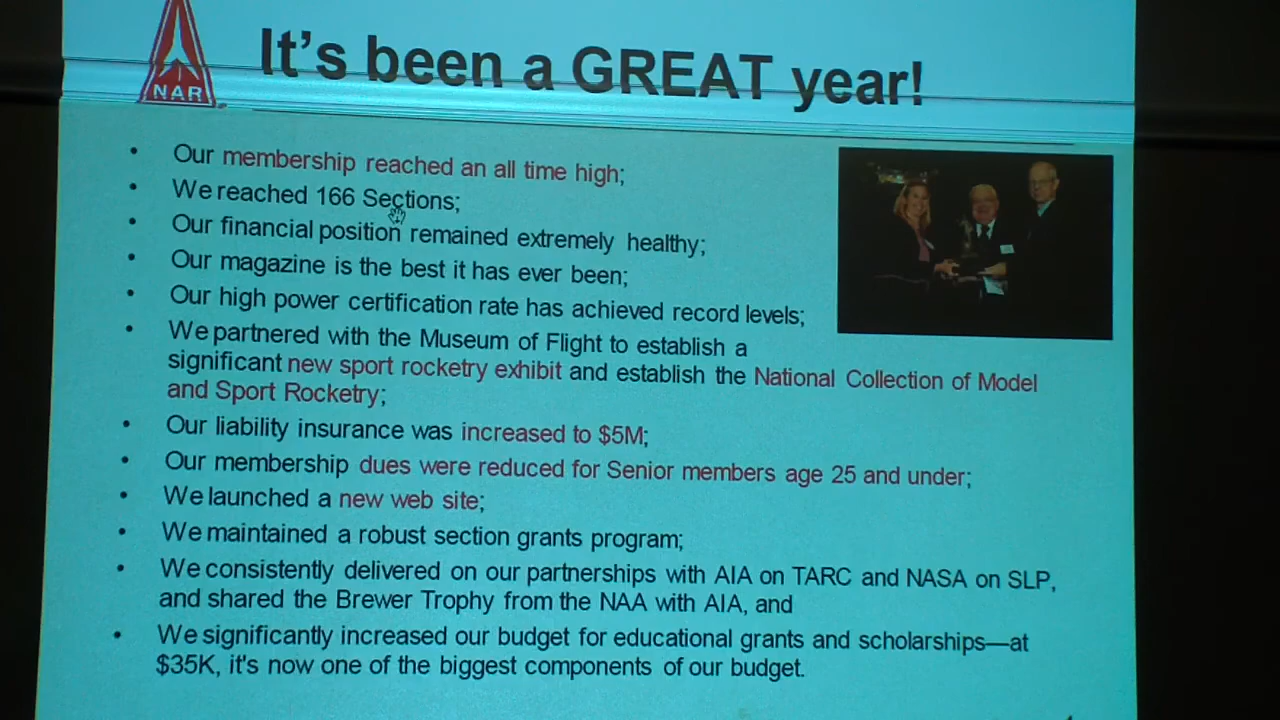 It's been a GREAT year!
NAR
• Our membership reached an all time high;
• We reached 166 Sections;
• Our financial position remained extremely healthy;
• Our magazine is the best it has ever been;
• Our high power certification rate has achieved record levels;
• We partnered with the Museum of Flight to establish a
significant new sport rocketry exhibit and establish the National Collection of Model
and Sport Rocketry;
• Our liability insurance was increased to $5M;
• Our membership dues were reduced for Senior members age 25 and under;
• We launched a new web site;
• We maintained a robust section grants program;
• We consistently delivered on our partnerships with AIA on TARC and NASA on SLP,
and shared the Brewer Trophy from the NAA with AIA, and
• We significantly increased our budget for educational grants and scholarships—at
$35K, it's now one of the biggest components of our budget.